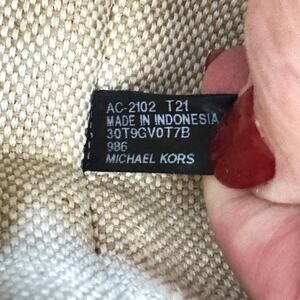 AC-2102 T21
MADE IN INDONESIA
30T9GV0T7B
986
MICHAEL KORS